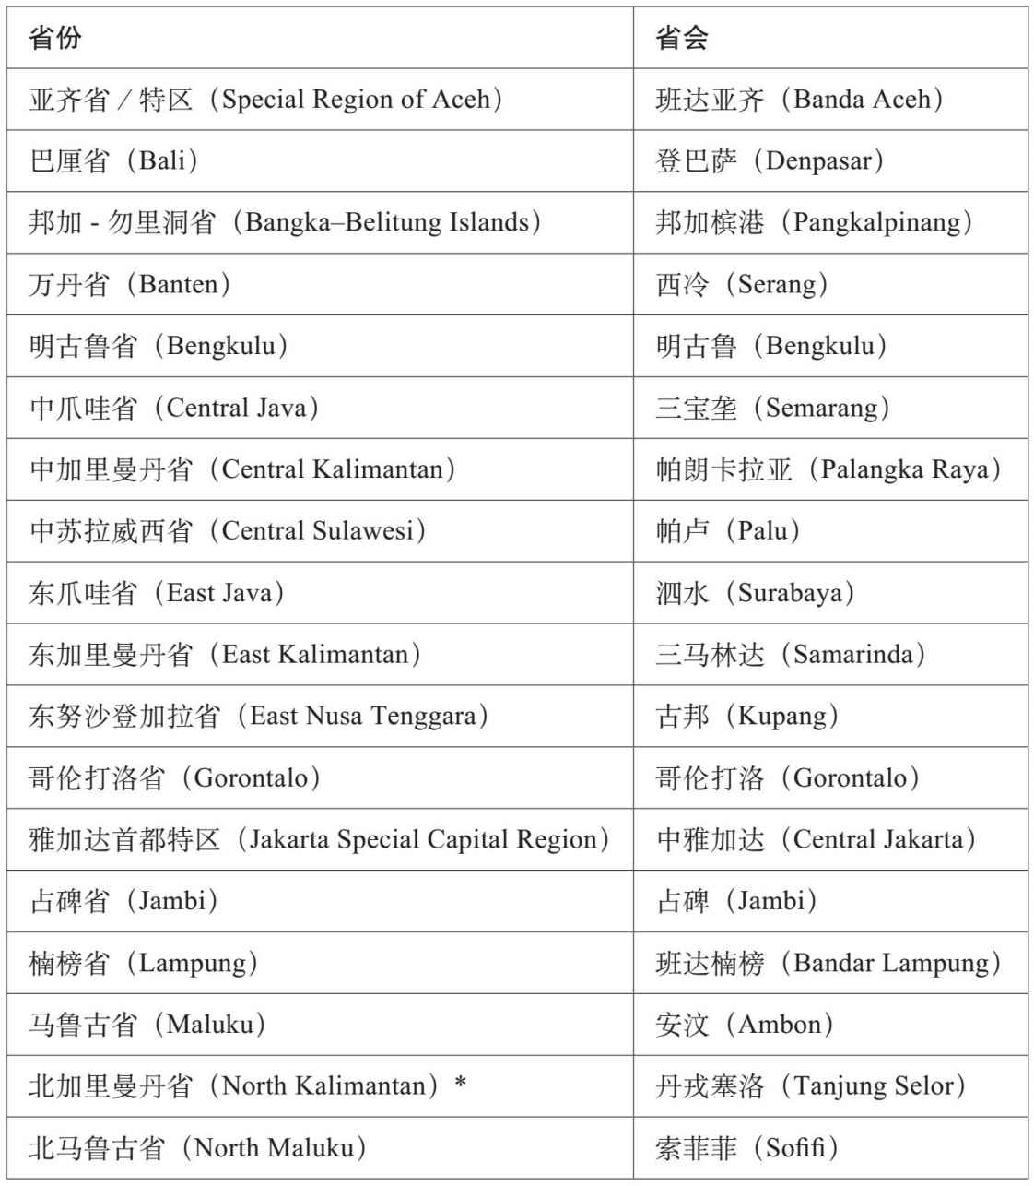 省份 省会
亚齐省／特区（Special Region of Aceh） 班达亚齐（Banda Aceh）
巴厘省（Bali） 登巴萨（Denpasar）
邦加 - 勿里洞省（Bangka–Belitung Islands） 邦加槟港（Pangkalpinang）
万丹省（Banten） 西冷（Serang）
明古鲁省（Bengkulu） 明古鲁（Bengkulu）
中爪哇省（Central Java） 三宝垄（Semarang）
中加里曼丹省（Central Kalimantan） 帕朗卡拉亚（Palangka Raya）
中苏拉威西省（Central Sulawesi） 帕卢（Palu）
东爪哇省（East Java） 泗水（Surabaya）
东加里曼丹省（East Kalimantan） 三马林达（Samarinda）
东努沙登加拉省（East Nusa Tenggara） 古邦（Kupang）
哥伦打洛省（Gorontalo） 哥伦打洛（Gorontalo）
雅加达首都特区（Jakarta Special Capital Region） 中雅加达（Central Jakarta）
占碑省（Jambi） 占碑（Jambi）
楠榜省（Lampung） 班达楠榜（Bandar Lampung）
马鲁古省（Maluku） 安汶（Ambon）
北加里曼丹省（North Kalimantan）* 丹戎塞洛（Tanjung Selor）
北马鲁古省（North Maluku） 索菲菲（Sofifi）